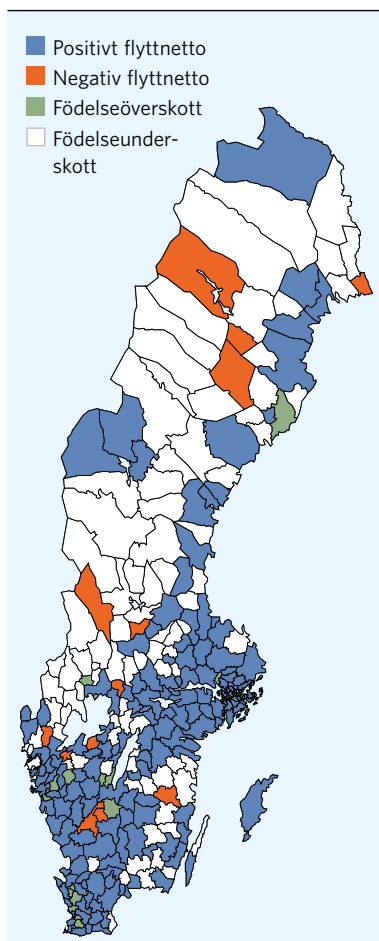 Positivt flyttnetto
Negativ flyttnetto
Födelseöverskott
Födelseunder-
skott